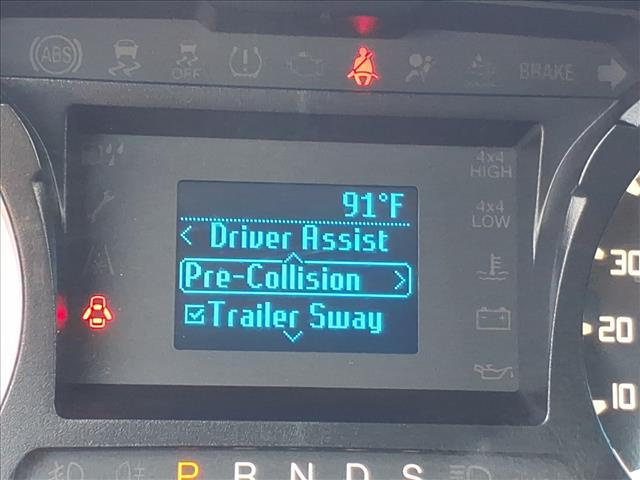 ABS OFF BRAKE
4x4 HIGH
4x4 LOW
91°F
< Driver Assist
Pre-Collision >
☑Trailer Sway
30
20
10
P R N D S